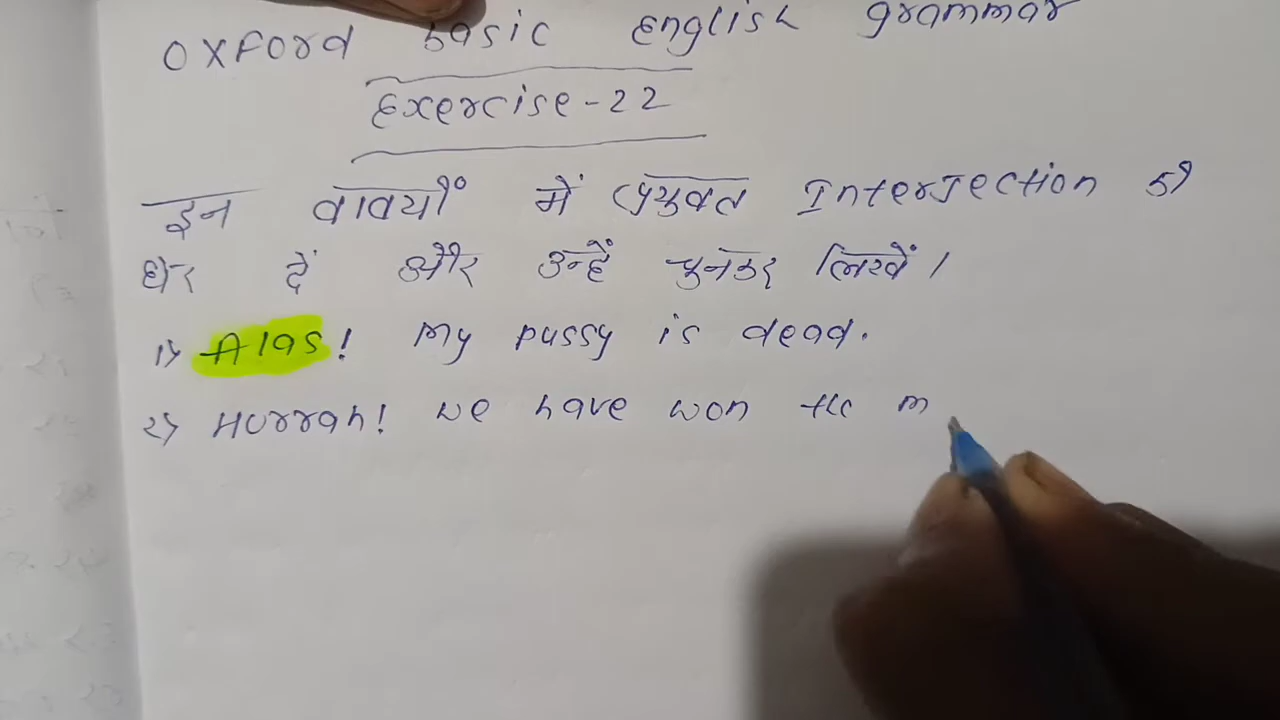 Oxford basic English grammar
Exercise-22
इन वाक्यों में प्रयुक्त Interjection को
घेर दें और उन्हें चुनकर लिखें।
1) Alas! My pussy is dead.
2) Hurrah! we have won the m